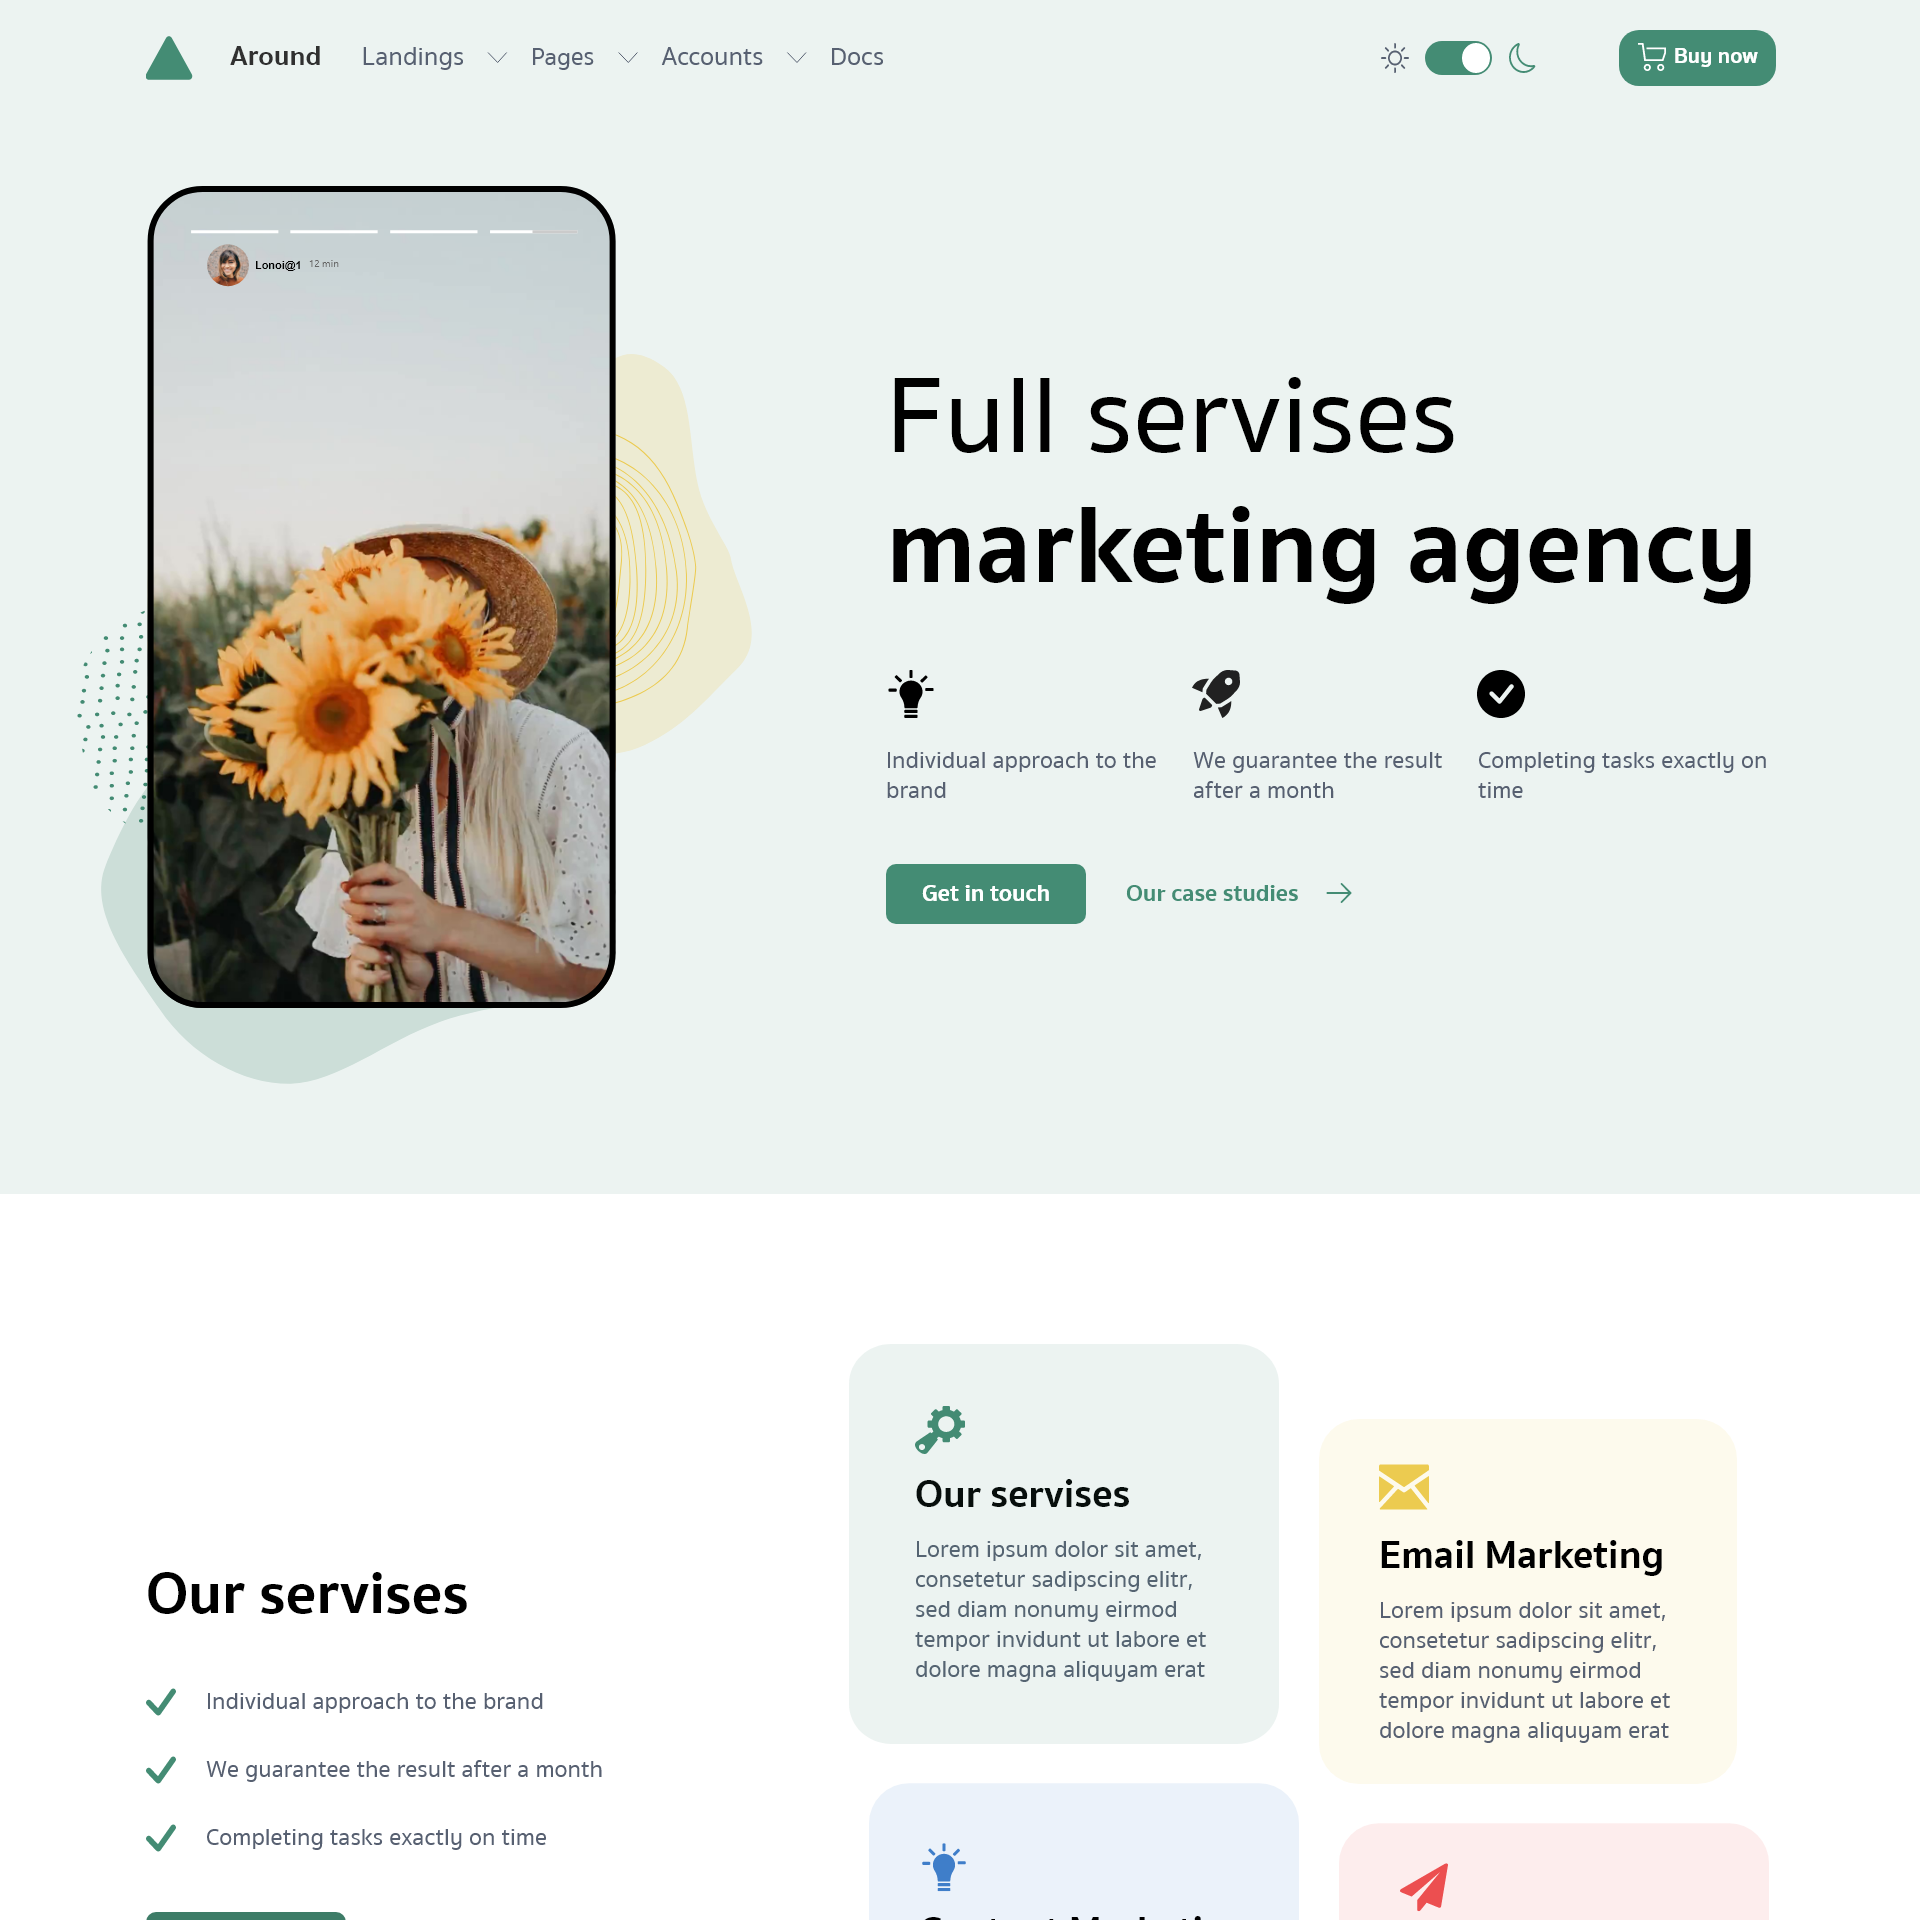 Around
Landings
Pages
Accounts
Docs
Buy now
Lonoi@1 12 min
Full servises
marketing agency
Individual approach to the
brand
We guarantee the result
after a month
Completing tasks exactly on
time
Get in touch
Our case studies
Our servises
Individual approach to the brand
We guarantee the result after a month
Completing tasks exactly on time
Our servises
Lorem ipsum dolor sit amet,
consetetur sadipscing elitr,
sed diam nonumy eirmod
tempor invidunt ut labore et
dolore magna aliquyam erat
Email Marketing
Lorem ipsum dolor sit amet,
consetetur sadipscing elitr,
sed diam nonumy eirmod
tempor invidunt ut labore et
dolore magna aliquyam erat